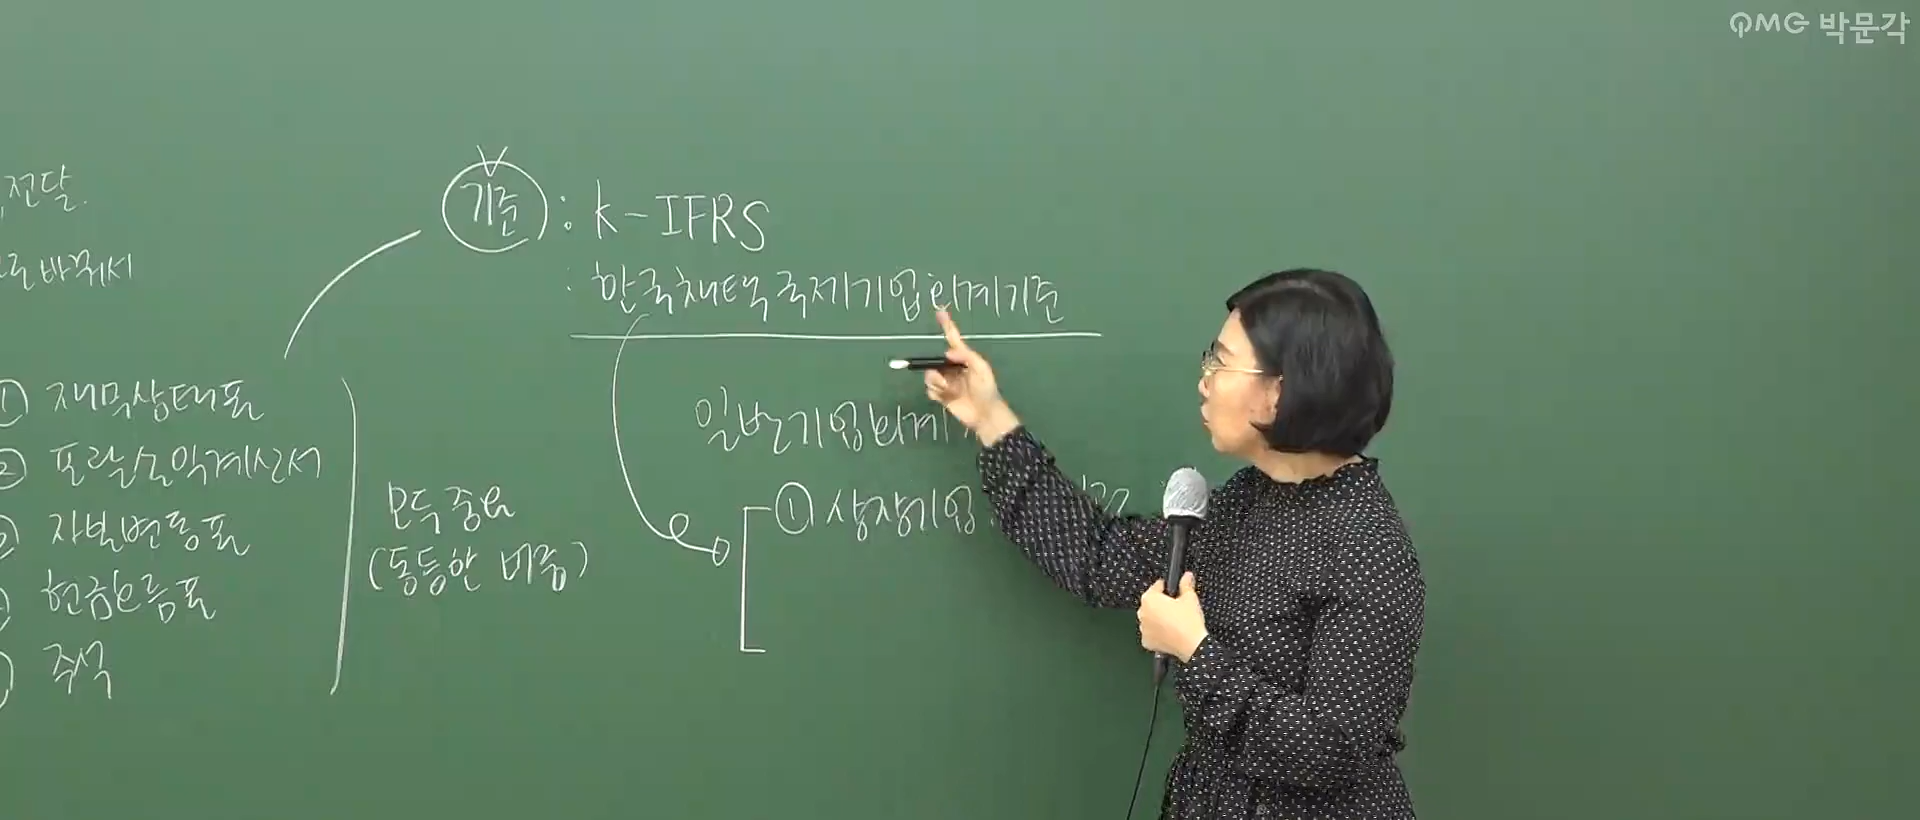 PMG 박문각
전달.
로 바꿔서
기준 : K-IFRS
: 한국채택국제기업회계기준
일반기업회계
① 상장기업
① 재무상태표
② 포괄손익계산서
자본변동표
현금흐름표
주석
모두 중요
(동등한 비중)